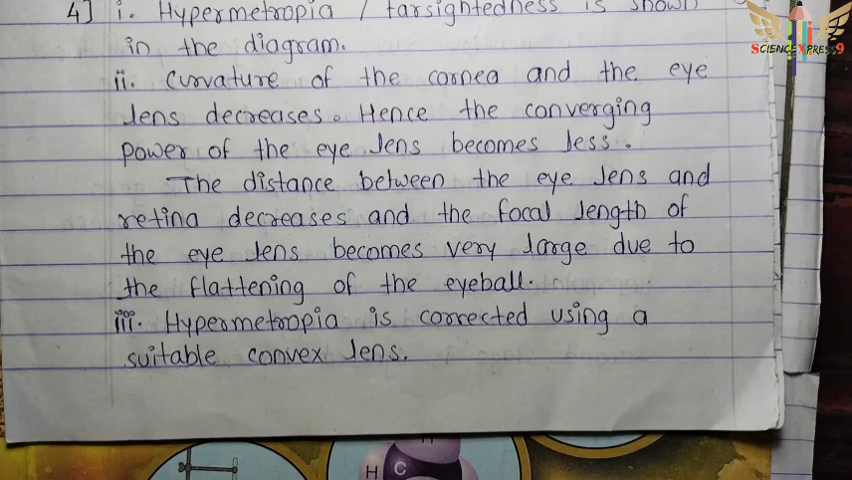 4] i. Hypermetropia / farsightedness is shown
in the diagram.
ii. Curvature of the cornea and the eye
lens decreases. Hence the converging
power of the eye lens becomes less.
The distance between the eye lens and
retina decreases and the focal length of
the eye lens becomes very large due to
the flattening of the eyeball.
iii. Hypermetropia is corrected using a
suitable convex lens.
SCIENCEXPRESS9
H
H C